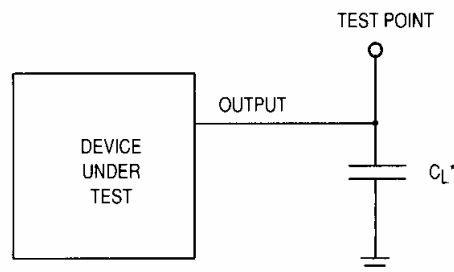 TEST POINT
OUTPUT
DEVICE
UNDER
TEST
CL*